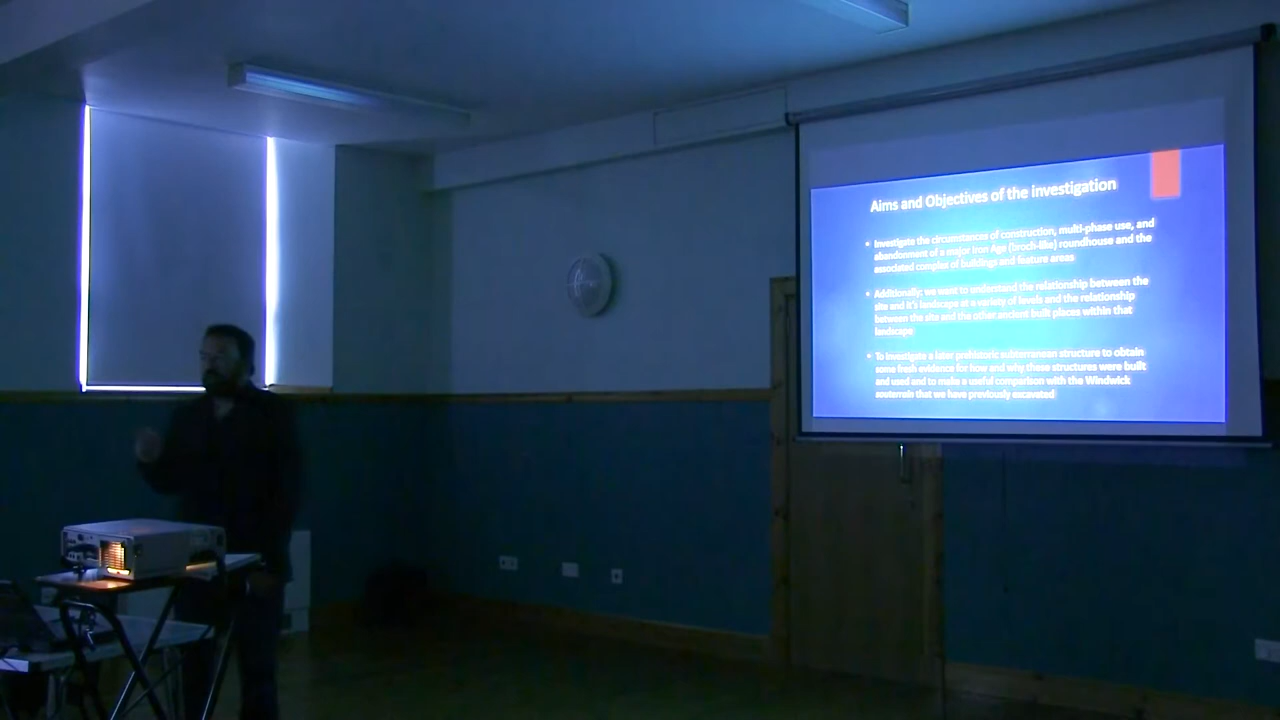 Aims and Objectives of the investigation
• Investigate the circumstances of construction, multi-phase use, and
abandonment of a major Iron Age (broch-like) roundhouse and the
associated complex of buildings and feature areas
• Additionally: we want to understand the relationship between the
site and it's landscape at a variety of levels and the relationship
between the site and the other ancient built places within that
landscape
• To investigate a later prehistoric subterranean structure to obtain
some fresh evidence for how and why these structures were built
and used and to make a useful comparison with the Windwick
souterrain that we have previously excavated